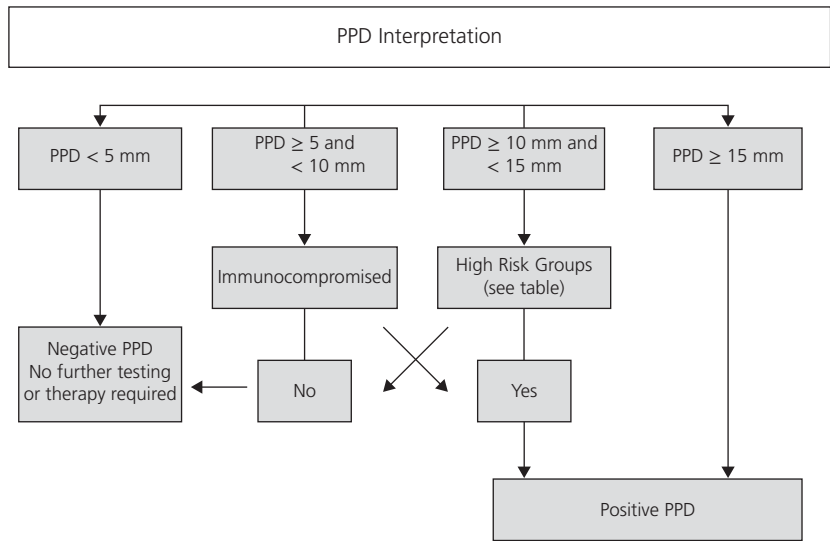 PPD Interpretation
PPD < 5 mm
PPD ≥ 5 and
< 10 mm
PPD ≥ 10 mm and
< 15 mm
PPD ≥ 15 mm
Immunocompromised
High Risk Groups
(see table)
Negative PPD
No further testing
or therapy required
No
Yes
Positive PPD